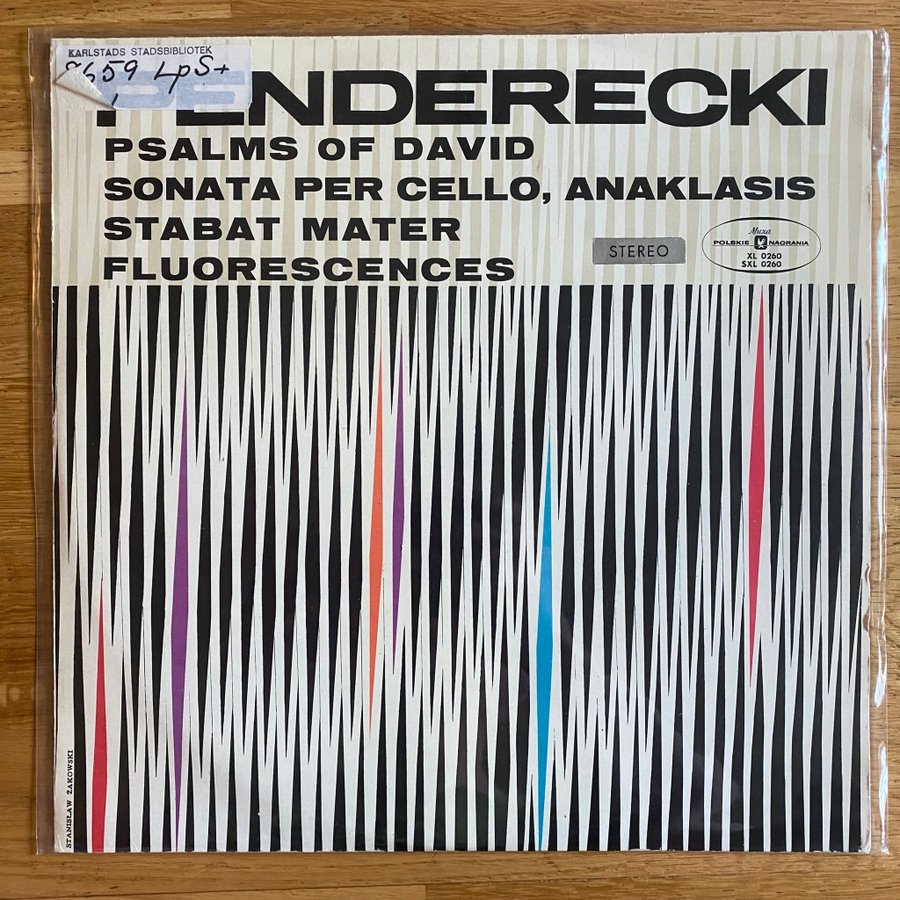 KARLSTADS STADSBIBLIOTEK
8659 LpS+
PENDERECKI
PSALMS OF DAVID
SONATA PER CELLO, ANAKLASIS
STABAT MATER
FLUORESCENCES
STEREO
Muza
POLSKIE NAGRANIA
XL 0260
SXL 0260
STANISŁAW ŻAKOWSKI